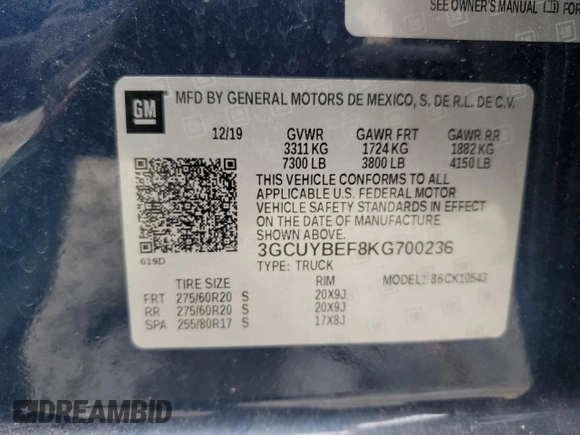 SEE OWNER'S MANUAL FOR
GM
MFD BY GENERAL MOTORS DE MEXICO, S. DE R.L. DE C.V.
12/19 GVWR GAWR FRT GAWR RR
3311 KG 1724 KG 1882 KG
7300 LB 3800 LB 4150 LB
THIS VEHICLE CONFORMS TO ALL
APPLICABLE U.S. FEDERAL MOTOR
VEHICLE SAFETY STANDARDS IN EFFECT
ON THE DATE OF MANUFACTURE
SHOWN ABOVE.
3GCUYBEF8KG700236
619D
TYPE: TRUCK MODEL: 86CK10543
TIRE SIZE RIM
FRT 275/60R20 S 20X9J
RR 275/60R20 S 20X9J
SPA 255/80R17 S 17X8J
DREAMBID